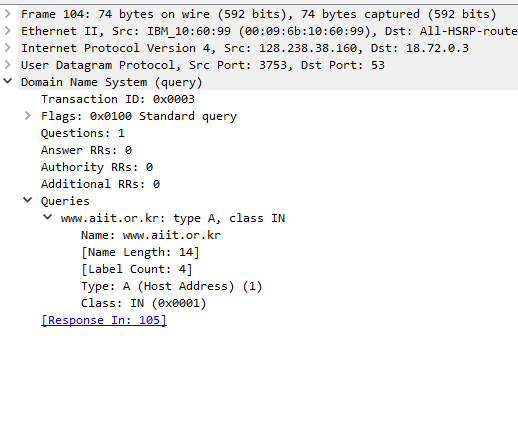 Frame 104: 74 bytes on wire (592 bits), 74 bytes captured (592 bits)
Ethernet II, Src: IBM_10:60:99 (00:09:6b:10:60:99), Dst: All-HSRP-route
Internet Protocol Version 4, Src: 128.238.38.160, Dst: 18.72.0.3
User Datagram Protocol, Src Port: 3753, Dst Port: 53
Domain Name System (query)
Transaction ID: 0x0003
Flags: 0x0100 Standard query
Questions: 1
Answer RRs: 0
Authority RRs: 0
Additional RRs: 0
Queries
www.aiit.or.kr: type A, class IN
Name: www.aiit.or.kr
[Name Length: 14]
[Label Count: 4]
Type: A (Host Address) (1)
Class: IN (0x0001)
[Response In: 105]